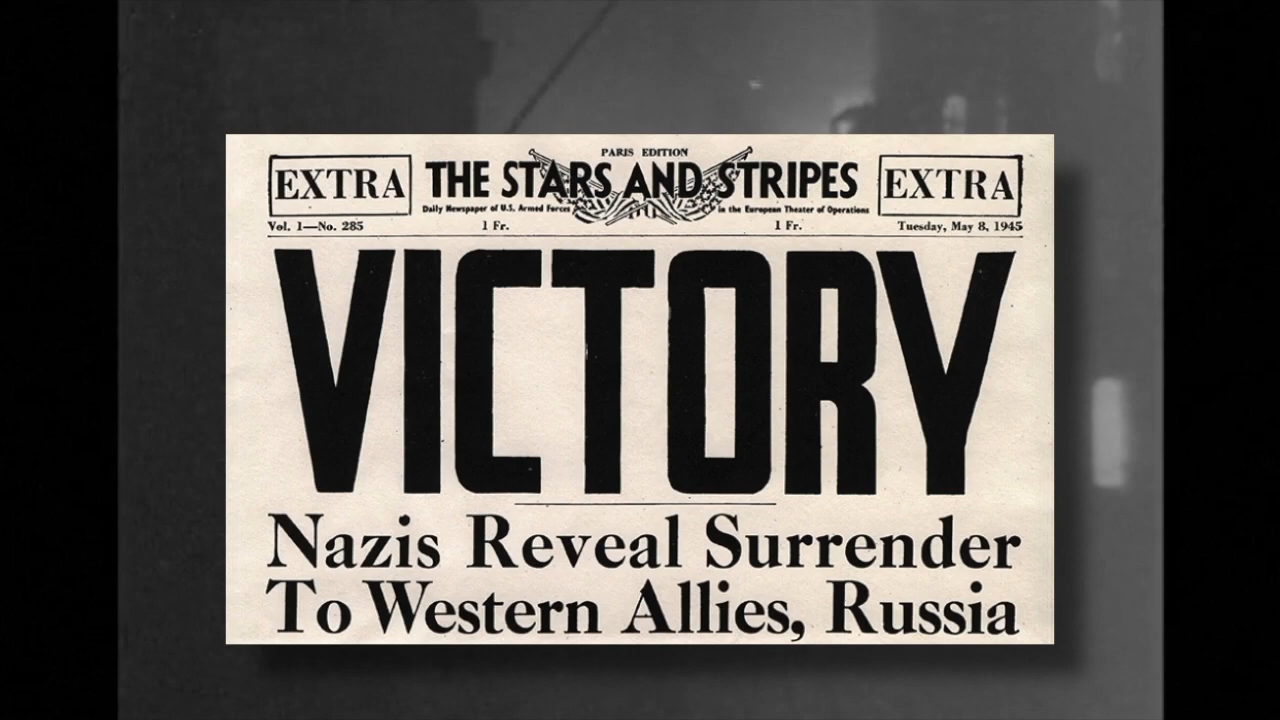 PARIS EDITION
EXTRA THE STARS AND STRIPES EXTRA
Daily Newspaper of U.S. Armed Forces in the European Theater of Operations
Vol. 1—No. 285 1 Fr. 1 Fr. Tuesday, May 8, 1945
VICTORY
Nazis Reveal Surrender
To Western Allies, Russia